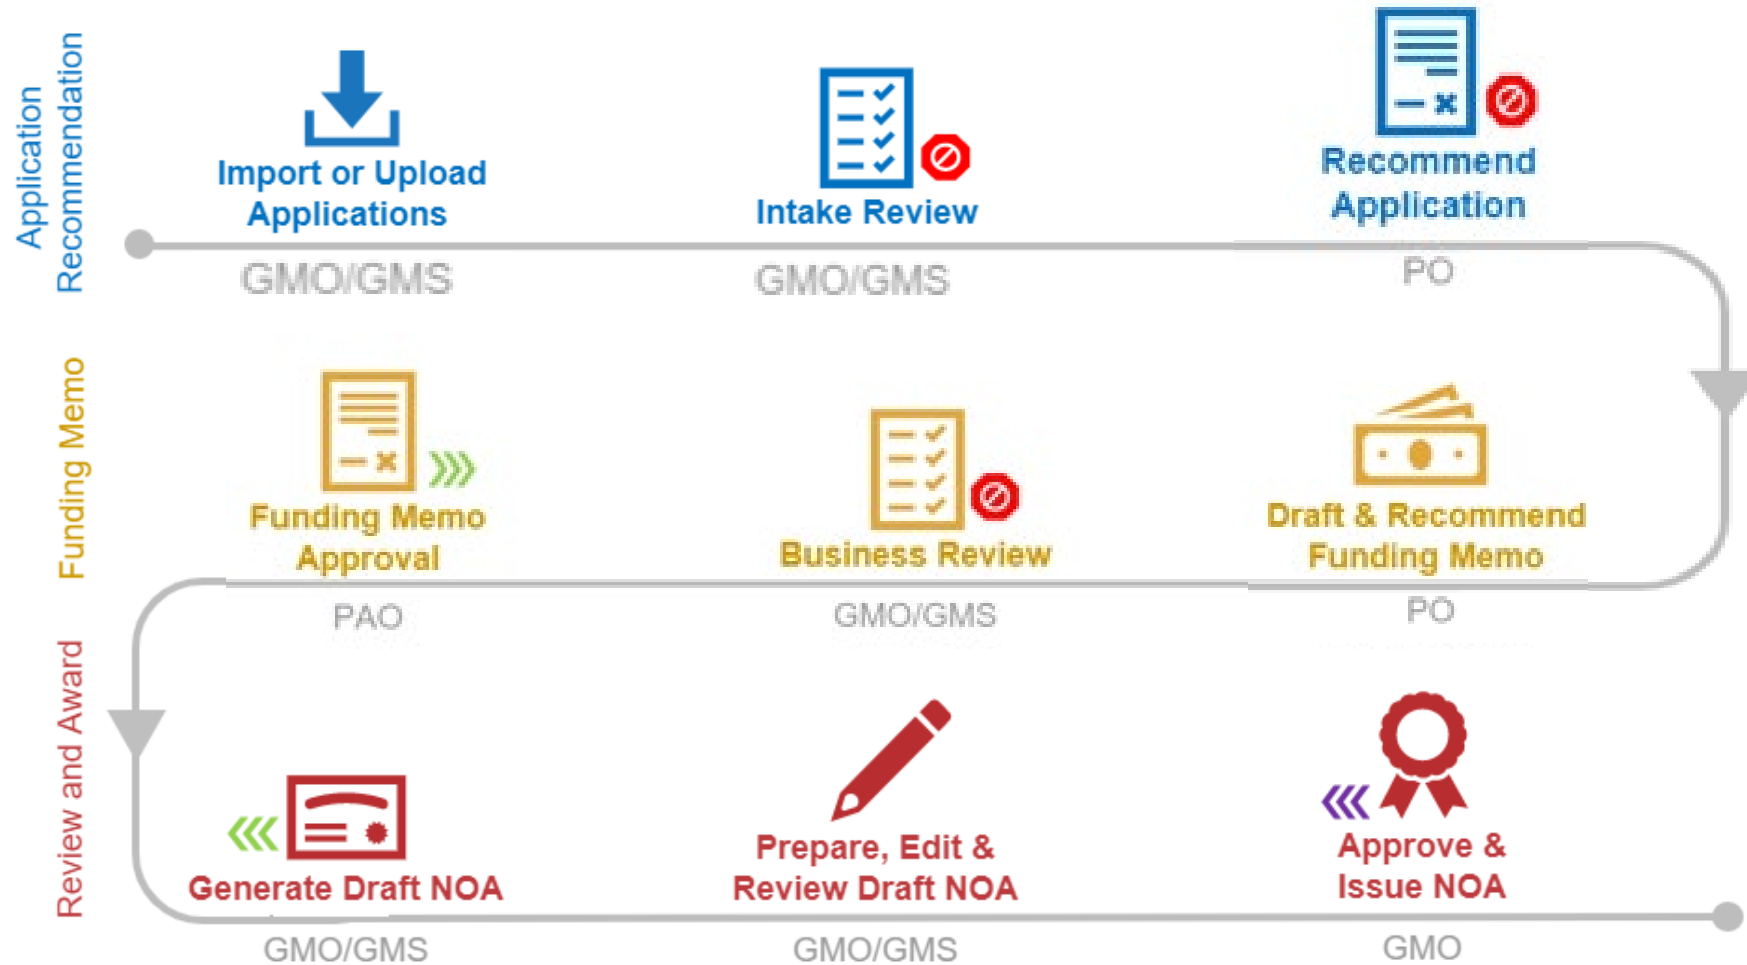 Application
Recommendation
Import or Upload
Applications
GMO/GMS
Intake Review
GMO/GMS
Recommend
Application
PO
Funding Memo
Funding Memo
Approval
PAO
Business Review
GMO/GMS
Draft & Recommend
Funding Memo
PO
Review and Award
Generate Draft NOA
GMO/GMS
Prepare, Edit &
Review Draft NOA
GMO/GMS
Approve &
Issue NOA
GMO